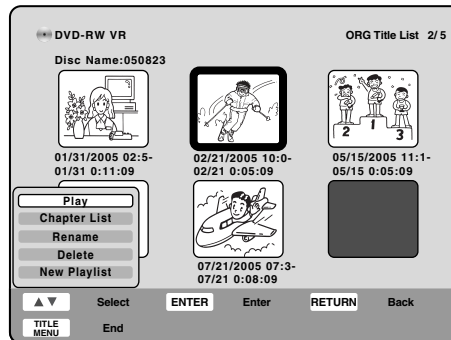 DVD-RW VR
ORG Title List 2/5
Disc Name:050823
2 1 3
01/31/2005 02:5-
01/31 0:11:09
02/21/2005 10:0-
02/21 0:05:09
05/15/2005 11:1-
05/15 0:05:09
Play
Chapter List
Rename
Delete
New Playlist
07/21/2005 07:3-
07/21 0:08:09
▲▼ Select ENTER Enter RETURN Back
TITLE
MENU
End